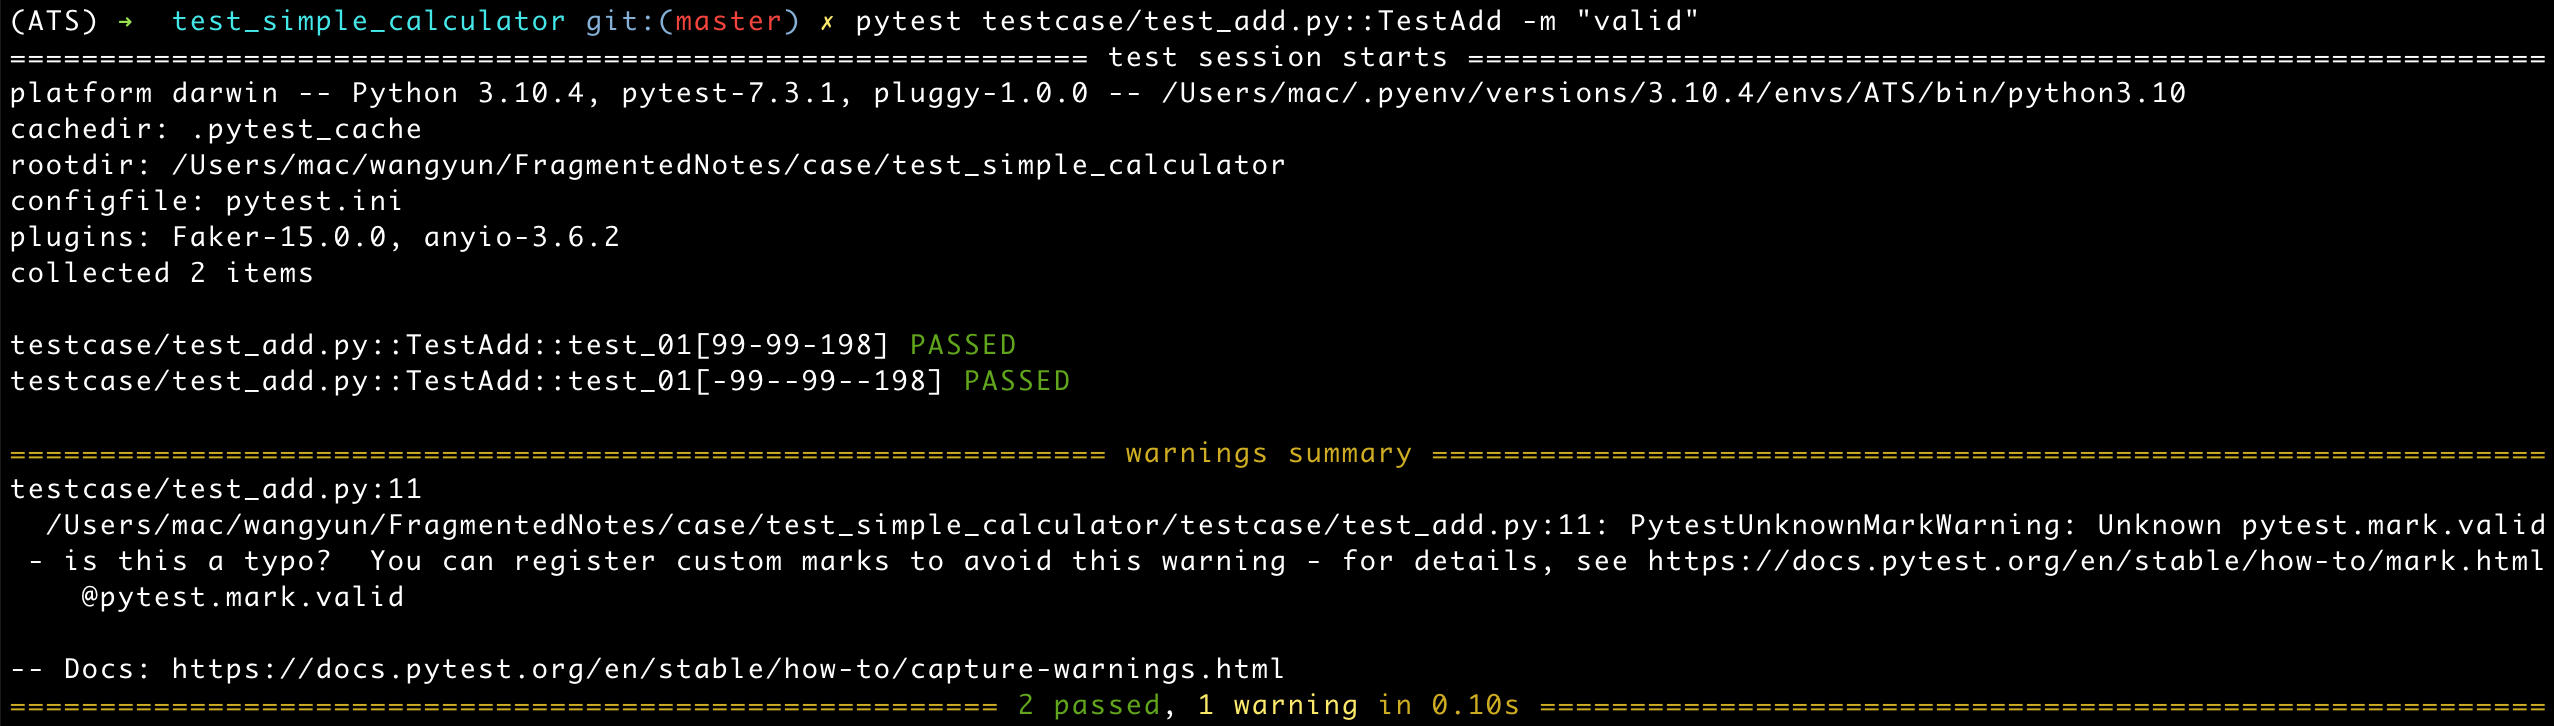 (ATS) ➜  test_simple_calculator git:(master) ✗ pytest testcase/test_add.py::TestAdd -m "valid"
============================================================ test session starts ============================================================
platform darwin -- Python 3.10.4, pytest-7.3.1, pluggy-1.0.0 -- /Users/mac/.pyenv/versions/3.10.4/envs/ATS/bin/python3.10
cachedir: .pytest_cache
rootdir: /Users/mac/wangyun/FragmentedNotes/case/test_simple_calculator
configfile: pytest.ini
plugins: Faker-15.0.0, anyio-3.6.2
collected 2 items

testcase/test_add.py::TestAdd::test_01[99-99-198] PASSED
testcase/test_add.py::TestAdd::test_01[-99--99--198] PASSED

============================================================= warnings summary ==============================================================
testcase/test_add.py:11
  /Users/mac/wangyun/FragmentedNotes/case/test_simple_calculator/testcase/test_add.py:11: PytestUnknownMarkWarning: Unknown pytest.mark.valid
 - is this a typo?  You can register custom marks to avoid this warning - for details, see https://docs.pytest.org/en/stable/how-to/mark.html
    @pytest.mark.valid

-- Docs: https://docs.pytest.org/en/stable/how-to/capture-warnings.html
======================================================= 2 passed, 1 warning in 0.10s ========================================================